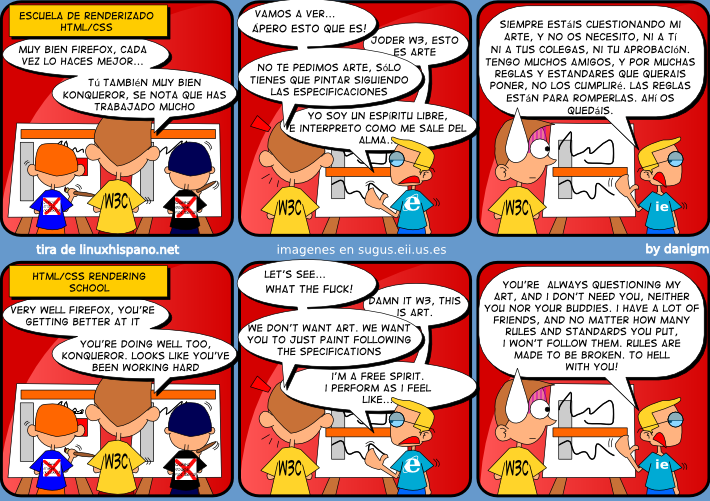 ESCUELA DE RENDERIZADO
HTML/CSS
MUY BIEN FIREFOX, CADA
VEZ LO HACES MEJOR...
TÚ TAMBIÉN MUY BIEN
KONQUEROR, SE NOTA QUE HAS
TRABAJADO MUCHO
W3C
VAMOS A VER...
¿PERO ESTO QUE ES!
JODER W3, ESTO
ES ARTE
NO TE PEDIMOS ARTE, SÓLO
TIENES QUE PINTAR SIGUIENDO
LAS ESPECIFICACIONES
YO SOY UN ESPÍRITU LIBRE,
E INTERPRETO COMO ME SALE DEL
ALMA...
W3C
e
SIEMPRE ESTÁIS CUESTIONANDO MI
ARTE, Y NO OS NECESITO, NI A TÍ
NI A TUS COLEGAS, NI TU APROBACIÓN.
TENGO MUCHOS AMIGOS, Y POR MUCHAS
REGLAS Y ESTANDARES QUE QUERAIS
PONER, NO LOS CUMPLIRÉ. LAS REGLAS
ESTÁN PARA ROMPERLAS. AHÍ OS
QUEDÁIS.
W3C
ie
tira de linuxhispano.net
imagenes en sugus.eii.us.es
by danigm
HTML/CSS RENDERING
SCHOOL
VERY WELL FIREFOX, YOU'RE
GETTING BETTER AT IT
YOU'RE DOING WELL TOO,
KONQUEROR. LOOKS LIKE YOU'VE
BEEN WORKING HARD
W3C
LET'S SEE...
WHAT THE FUCK!
DAMN IT W3, THIS
IS ART.
WE DON'T WANT ART. WE WANT
YOU TO JUST PAINT FOLLOWING
THE SPECIFICATIONS
I'M A FREE SPIRIT.
I PERFORM AS I FEEL
LIKE...
W3C
e
YOU'RE ALWAYS QUESTIONING MY
ART, AND I DON'T NEED YOU, NEITHER
YOU NOR YOUR BUDDIES. I HAVE A LOT OF
FRIENDS, AND NO MATTER HOW MANY
RULES AND STANDARDS YOU PUT,
I WON'T FOLLOW THEM. RULES ARE
MADE TO BE BROKEN. TO HELL
WITH YOU!
W3C
ie